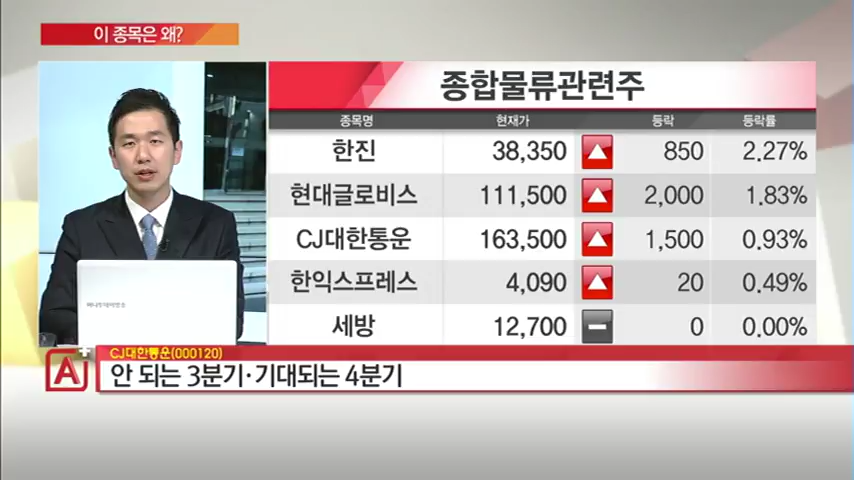 이 종목은 왜?
종합물류관련주
종목명 현재가 등락 등락률
한진 38,350 850 2.27%
현대글로비스 111,500 2,000 1.83%
CJ대한통운 163,500 1,500 0.93%
한익스프레스 4,090 20 0.49%
세방 12,700 0 0.00%
A+
CJ대한통운(000120)
안 되는 3분기·기대되는 4분기